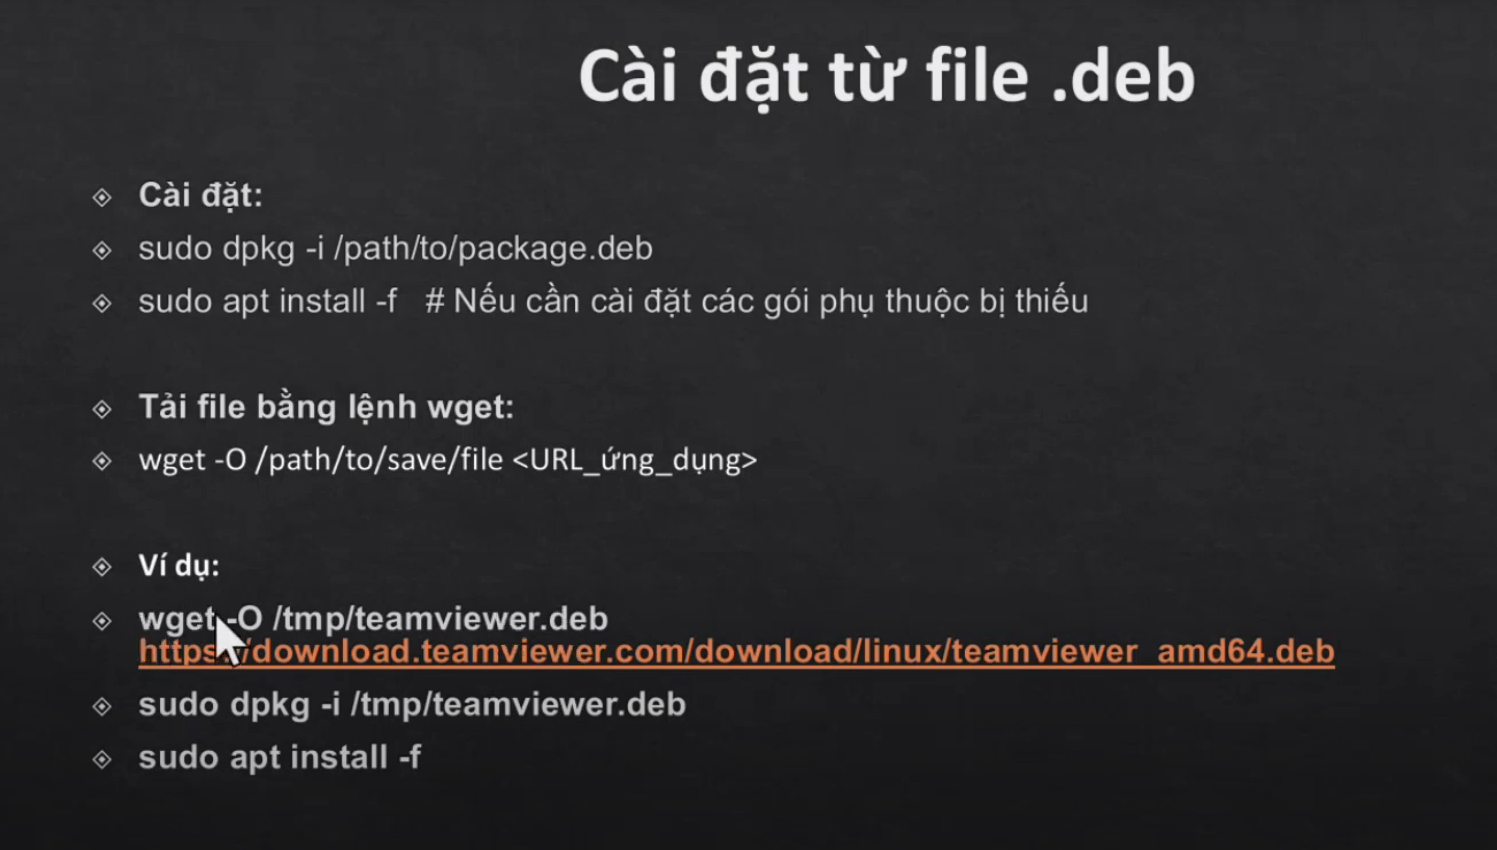 Cài đặt từ file .deb
Cài đặt:
sudo dpkg -i /path/to/package.deb
sudo apt install -f # Nếu cần cài đặt các gói phụ thuộc bị thiếu
Tải file bằng lệnh wget:
wget -O /path/to/save/file <URL_ứng_dụng>
Ví dụ:
wget -O /tmp/teamviewer.deb
https://download.teamviewer.com/download/linux/teamviewer_amd64.deb
sudo dpkg -i /tmp/teamviewer.deb
sudo apt install -f